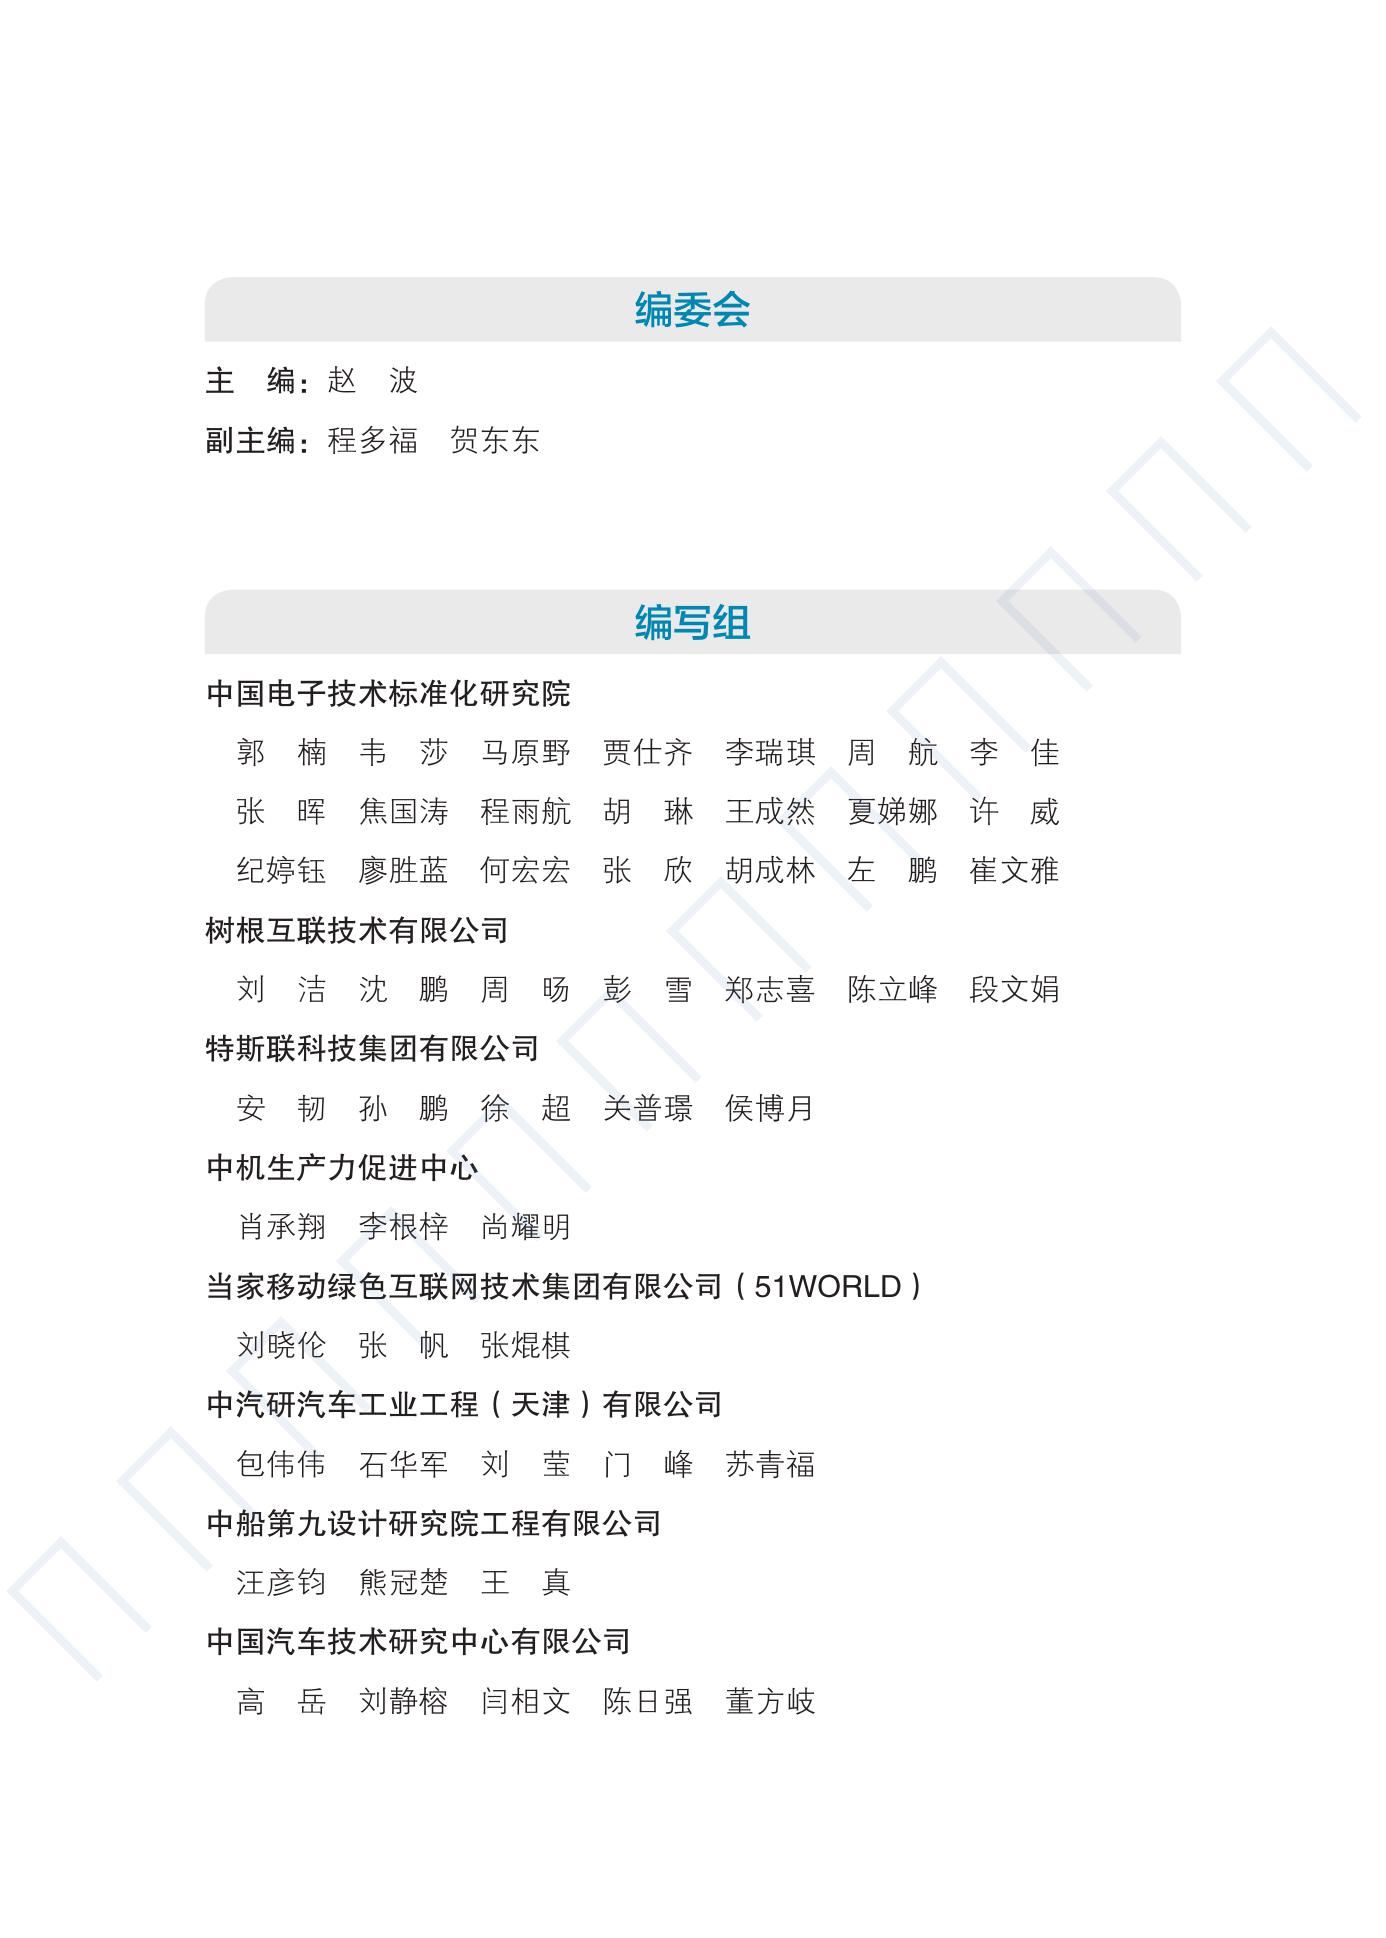 编委会
主　编：赵　波
副主编：程多福　贺东东
编写组
中国电子技术标准化研究院
郭　楠　韦　莎　马原野　贾仕齐　李瑞琪　周　航　李　佳
张　晖　焦国涛　程雨航　胡　琳　王成然　夏娣娜　许　威
纪婷钰　廖胜蓝　何宏宏　张　欣　胡成林　左　鹏　崔文雅
树根互联技术有限公司
刘　洁　沈　鹏　周　旸　彭　雪　郑志喜　陈立峰　段文娟
特斯联科技集团有限公司
安　韧　孙　鹏　徐　超　关普璟　侯博月
中机生产力促进中心
肖承翔　李根梓　尚耀明
当家移动绿色互联网技术集团有限公司（51WORLD）
刘晓伦　张　帆　张焜棋
中汽研汽车工业工程（天津）有限公司
包伟伟　石华军　刘　莹　门　峰　苏青福
中船第九设计研究院工程有限公司
汪彦钧　熊冠楚　王　真
中国汽车技术研究中心有限公司
高　岳　刘静榕　闫相文　陈日强　董方岐